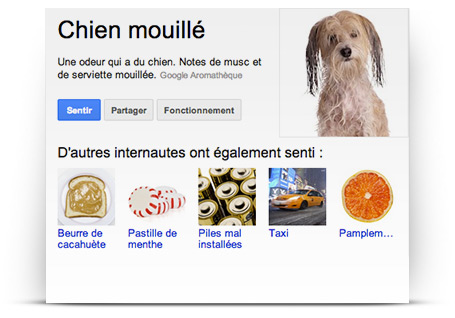 Chien mouillé
Une odeur qui a du chien. Notes de musc et
de serviette mouillée. Google Aromathèque
Sentir Partager Fonctionnement
D'autres internautes ont également senti :
Beurre de
cacahuète
Pastille de
menthe
Piles mal
installées
Taxi
Pamplem...